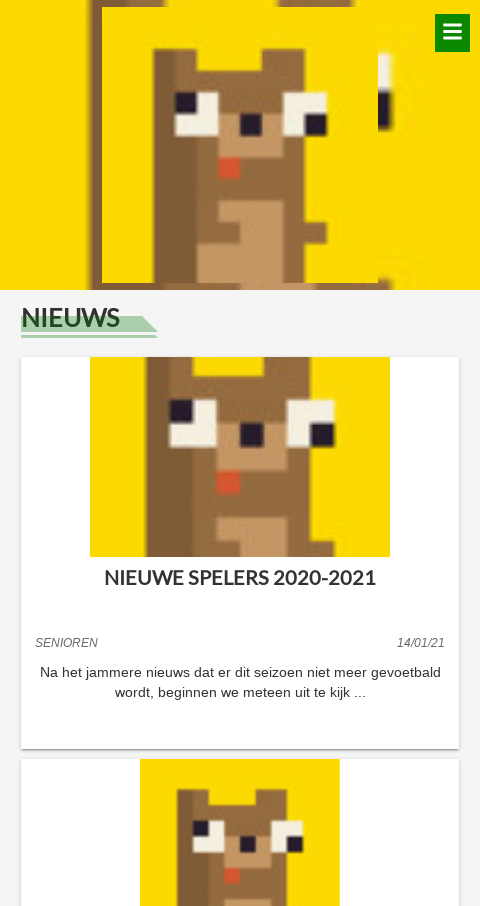 NIEUWS
NIEUWE SPELERS 2020-2021
SENIOREN 14/01/21
Na het jammere nieuws dat er dit seizoen niet meer gevoetbald
wordt, beginnen we meteen uit te kijk ...